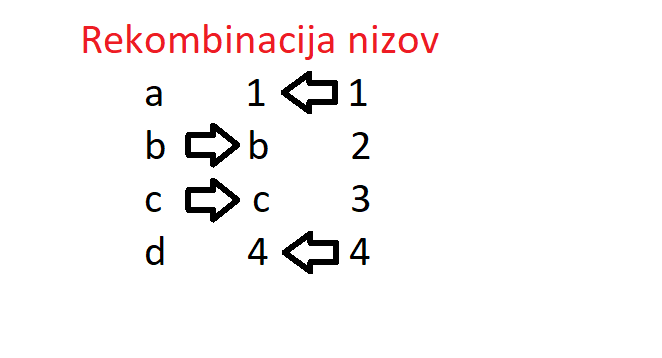 Rekombinacija nizov
a 1 1
b b 2
c c 3
d 4 4